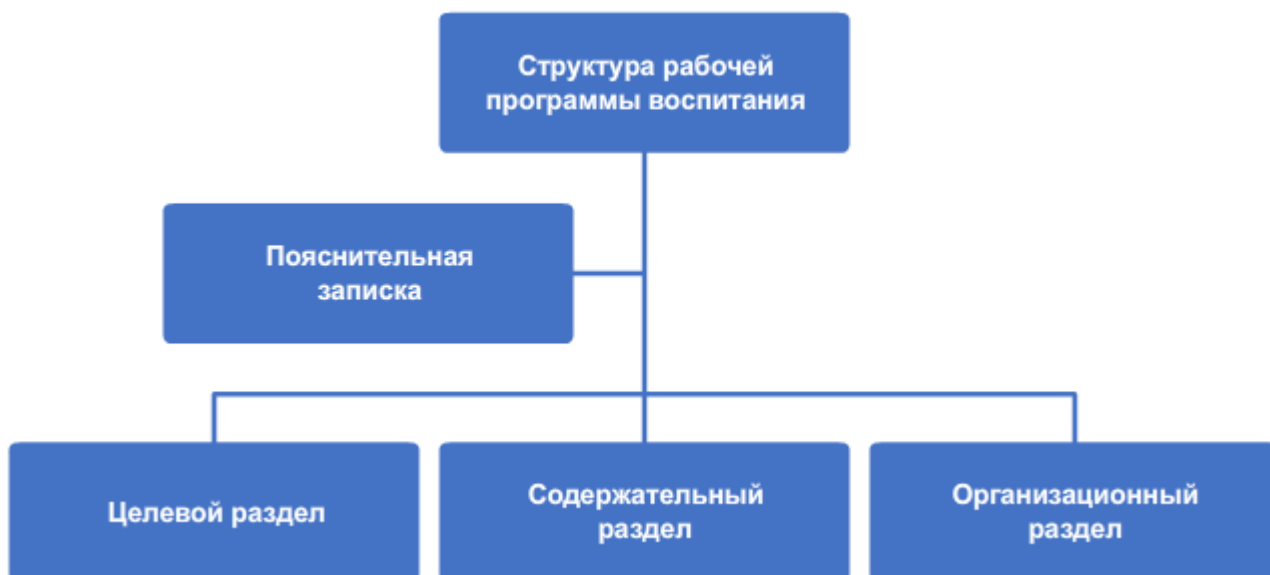 Структура рабочей
программы воспитания
Пояснительная
записка
Целевой раздел
Содержательный
раздел
Организационный
раздел